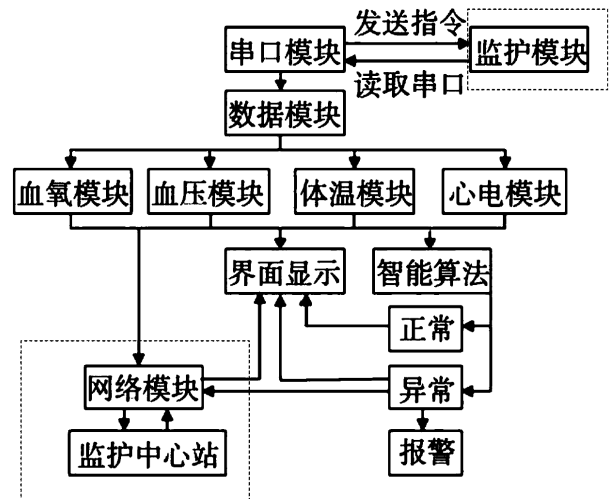 发送指令
串口模块
监护模块
读取串口
数据模块
血氧模块
血压模块
体温模块
心电模块
界面显示
智能算法
正常
网络模块
异常
监护中心站
报警